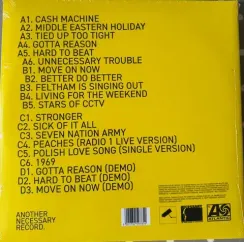 A1. CASH MACHINE
A2. MIDDLE EASTERN HOLIDAY
A3. TIED UP TOO TIGHT
A4. GOTTA REASON
A5. HARD TO BEAT
A6. UNNECESSARY TROUBLE
B1. MOVE ON NOW
B2. BETTER DO BETTER
B3. FELTHAM IS SINGING OUT
B4. LIVING FOR THE WEEKEND
B5. STARS OF CCTV
C1. STRONGER
C2. SICK OF IT ALL
C3. SEVEN NATION ARMY
C4. PEACHES (RADIO 1 LIVE VERSION)
C5. POLISH LOVE SONG (SINGLE VERSION)
C6. 1969
D1. GOTTA REASON (DEMO)
D2. HARD TO BEAT (DEMO)
D3. MOVE ON NOW (DEMO)
ANOTHER
NECESSARY
RECORD.